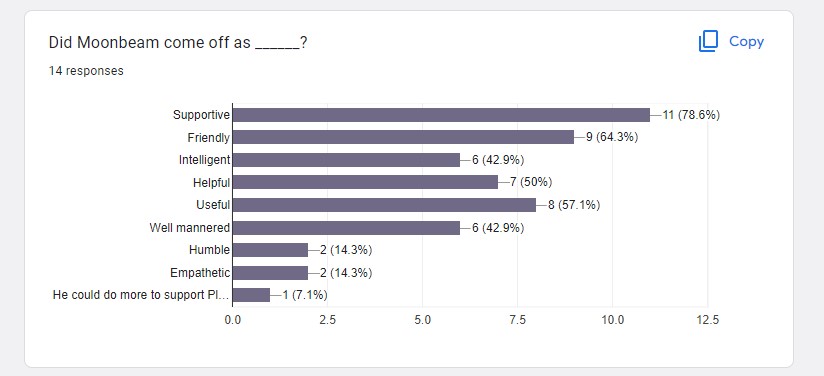 Did Moonbeam come off as ______?
Copy
14 responses
Supportive 11 (78.6%)
Friendly 9 (64.3%)
Intelligent 6 (42.9%)
Helpful 7 (50%)
Useful 8 (57.1%)
Well mannered 6 (42.9%)
Humble 2 (14.3%)
Empathetic 2 (14.3%)
He could do more to support Pl... 1 (7.1%)
0.0 2.5 5.0 7.5 10.0 12.5